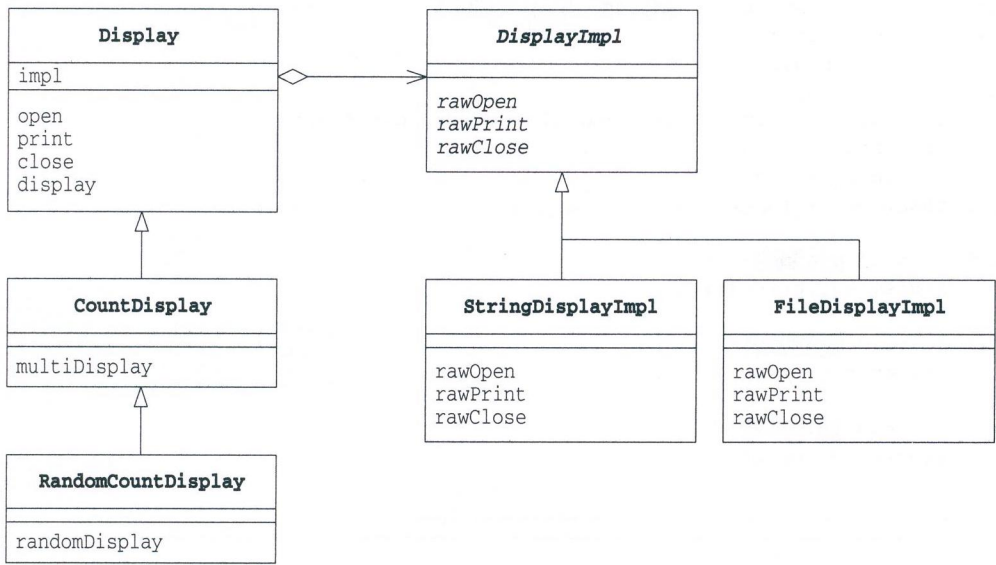 Display
impl
open
print
close
display
DisplayImpl
rawOpen
rawPrint
rawClose
CountDisplay
multiDisplay
RandomCountDisplay
randomDisplay
StringDisplayImpl
rawOpen
rawPrint
rawClose
FileDisplayImpl
rawOpen
rawPrint
rawClose